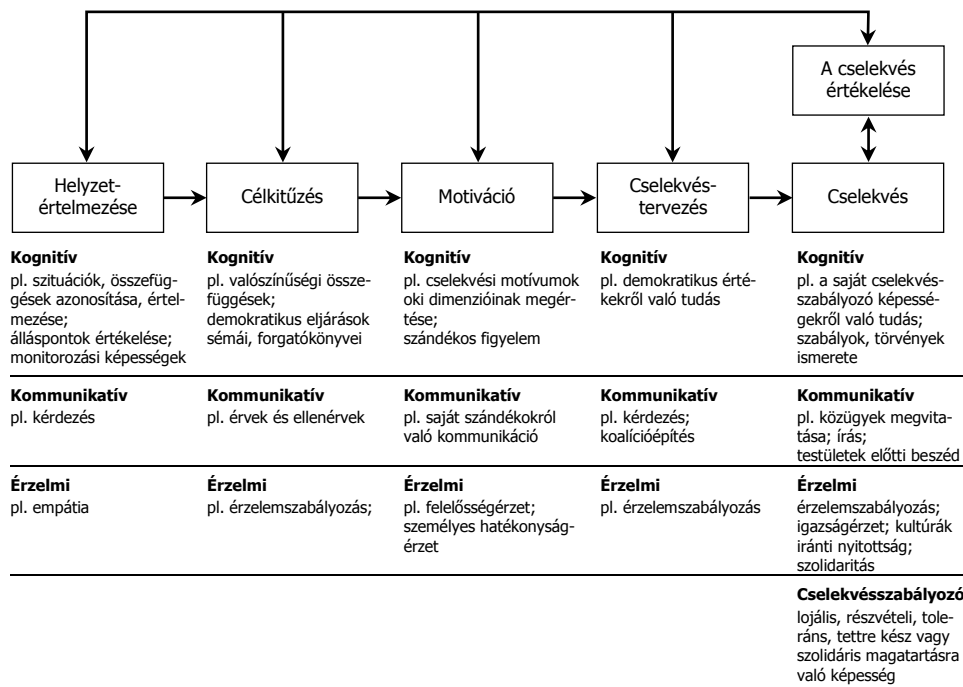 A cselekvés
értékelése
Helyzet-
értelmezése
Célkitűzés
Motiváció
Cselekvés-
tervezés
Cselekvés
Kognitív
pl. szituációk, összefüg-
gések azonosítása, értel-
mezése;
álláspontok értékelése;
monitorozási képességek
Kognitív
pl. valószínűségi össze-
függések;
demokratikus eljárások
sémái, forgatókönyvei
Kognitív
pl. cselekvési motívumok
oki dimenzióinak megér-
tése;
szándékos figyelem
Kognitív
pl. demokratikus érté-
kekről való tudás
Kognitív
pl. a saját cselekvés-
szabályozó képessé-
gekről való tudás;
szabályok, törvények
ismerete
Kommunikatív
pl. kérdezés
Kommunikatív
pl. érvek és ellenérvek
Kommunikatív
pl. saját szándékokról
való kommunikáció
Kommunikatív
pl. kérdezés;
koalícióépítés
Kommunikatív
pl. közügyek megvita-
tása; írás;
testületek előtti beszéd
Érzelmi
pl. empátia
Érzelmi
pl. érzelemszabályozás;
Érzelmi
pl. felelősségérzet;
személyes hatékonyság-
érzet
Érzelmi
pl. érzelemszabályozás
Érzelmi
érzelemszabályozás;
igazságérzet; kultúrák
iránti nyitottság;
szolidaritás
Cselekvésszabályozó
lojális, részvételi, tole-
ráns, tettre kész vagy
szolidáris magatartásra
való képesség